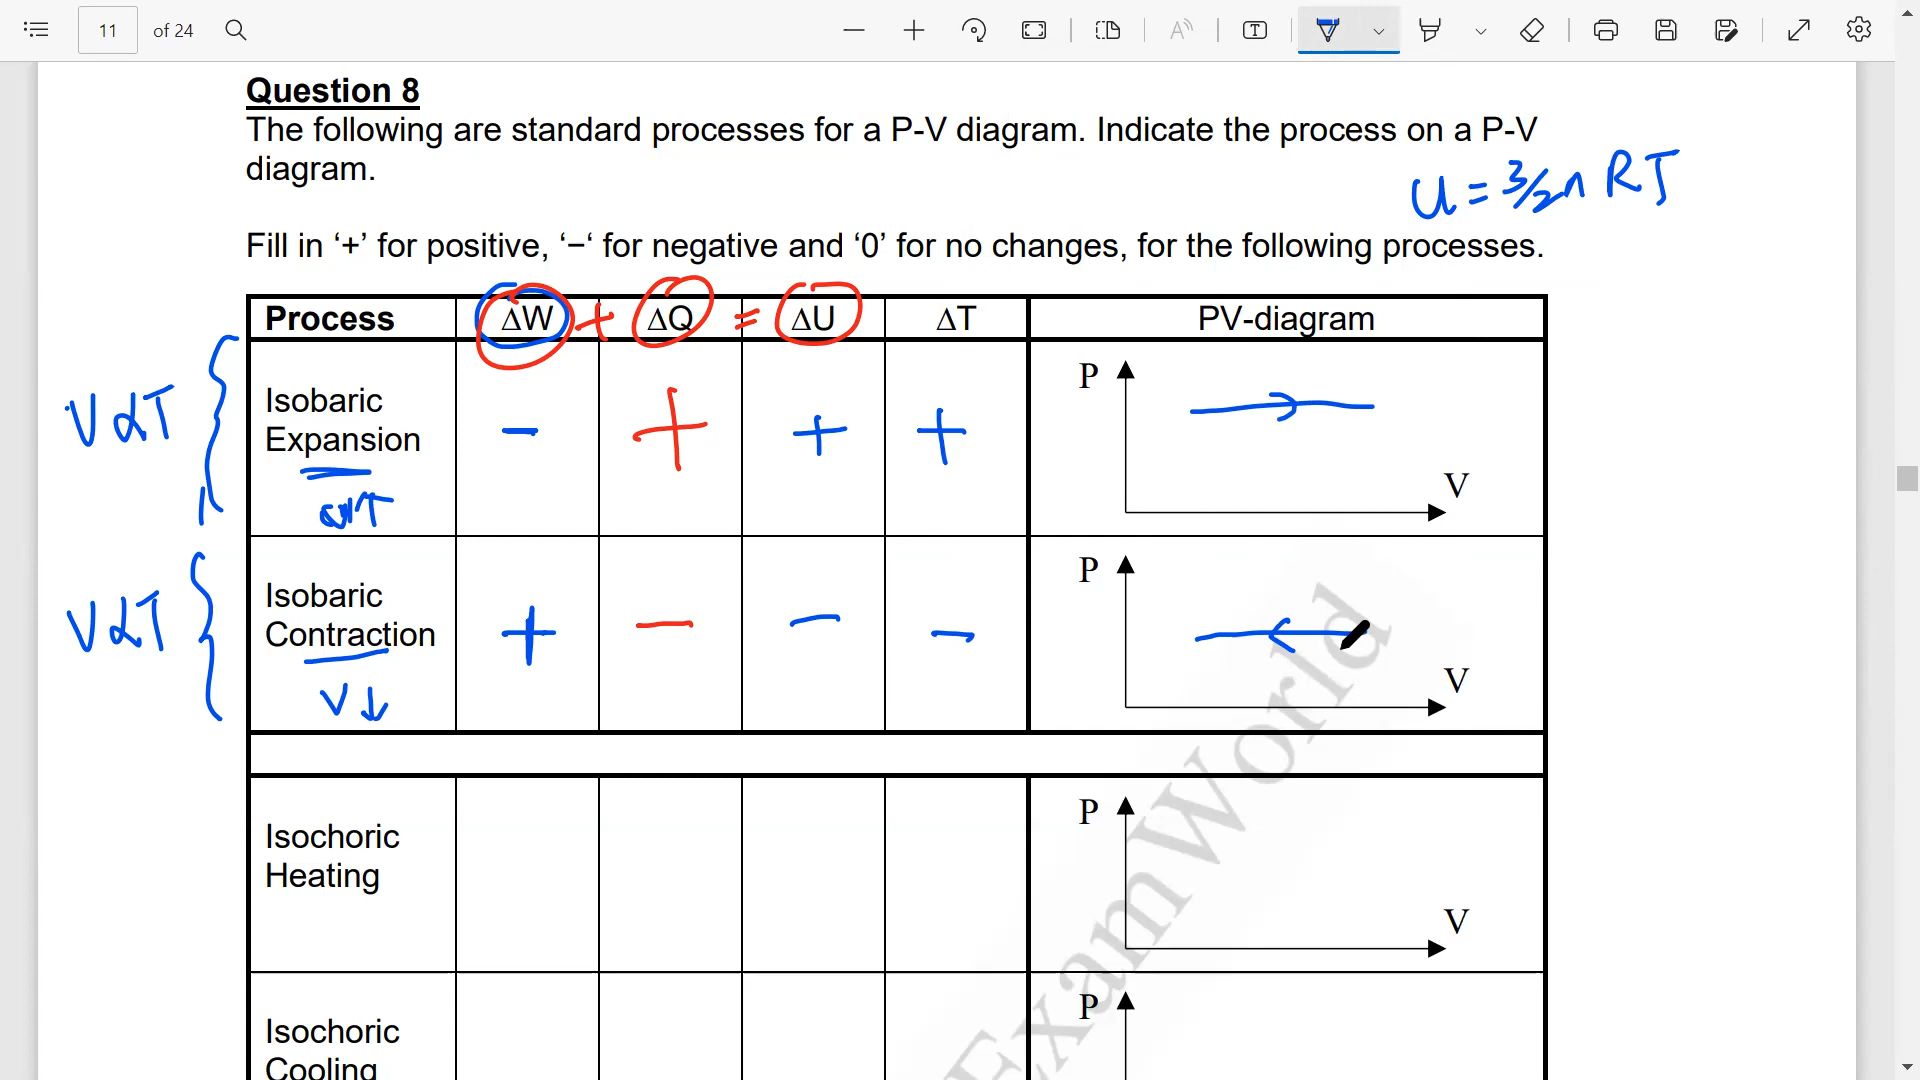 11 of 24
Question 8
The following are standard processes for a P-V diagram. Indicate the process on a P-V
diagram.
U = 3/2 n RT
Fill in ‘+’ for positive, ‘−‘ for negative and ‘0’ for no changes, for the following processes.
Process ΔW + ΔQ = ΔU ΔT PV-diagram
V α T
Isobaric
Expansion
− + + +
P
V
V α T
Isobaric
Contraction
V ↓
+ − − −
P
V
Isochoric
Heating
P
V
Isochoric
Cooling
P
ExamWorld